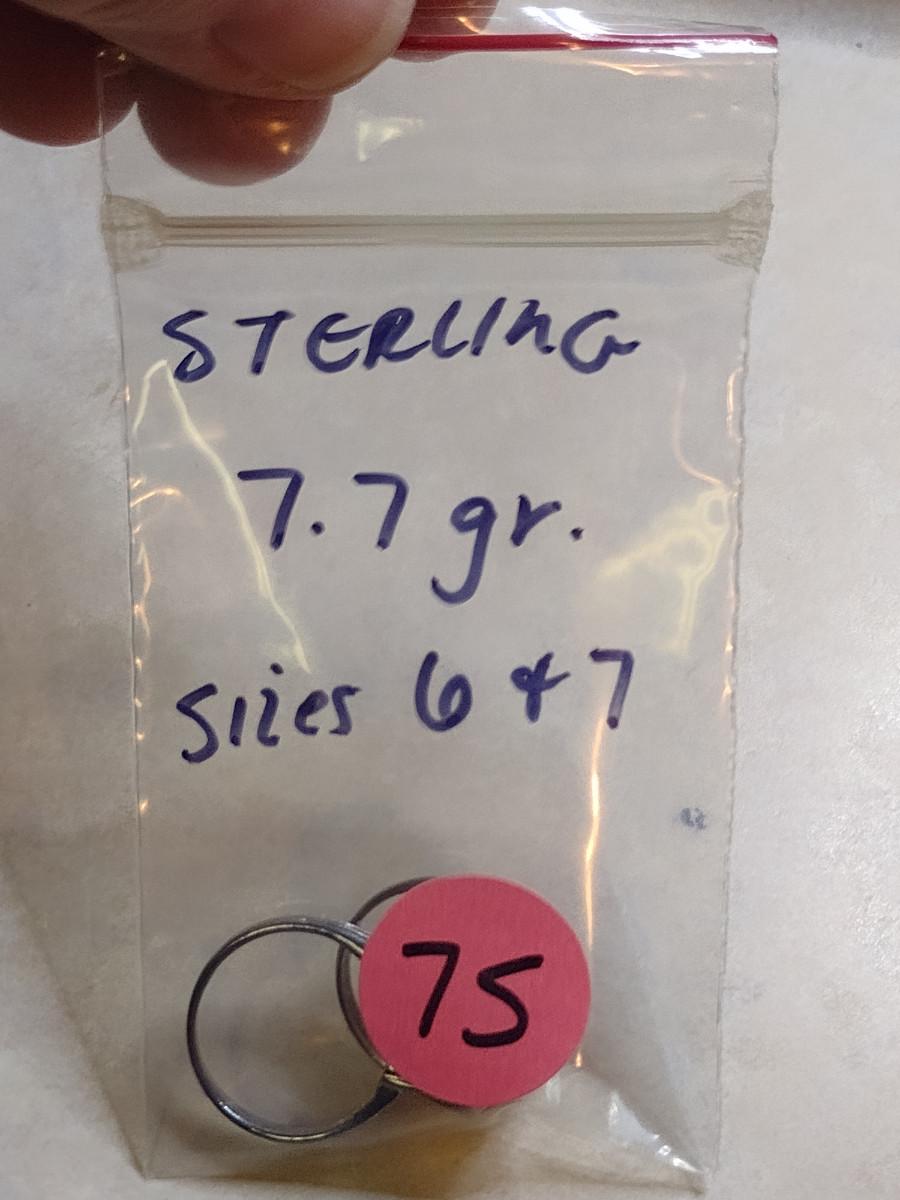 STERLING
7.7 gr.
Sizes 6 & 7
75